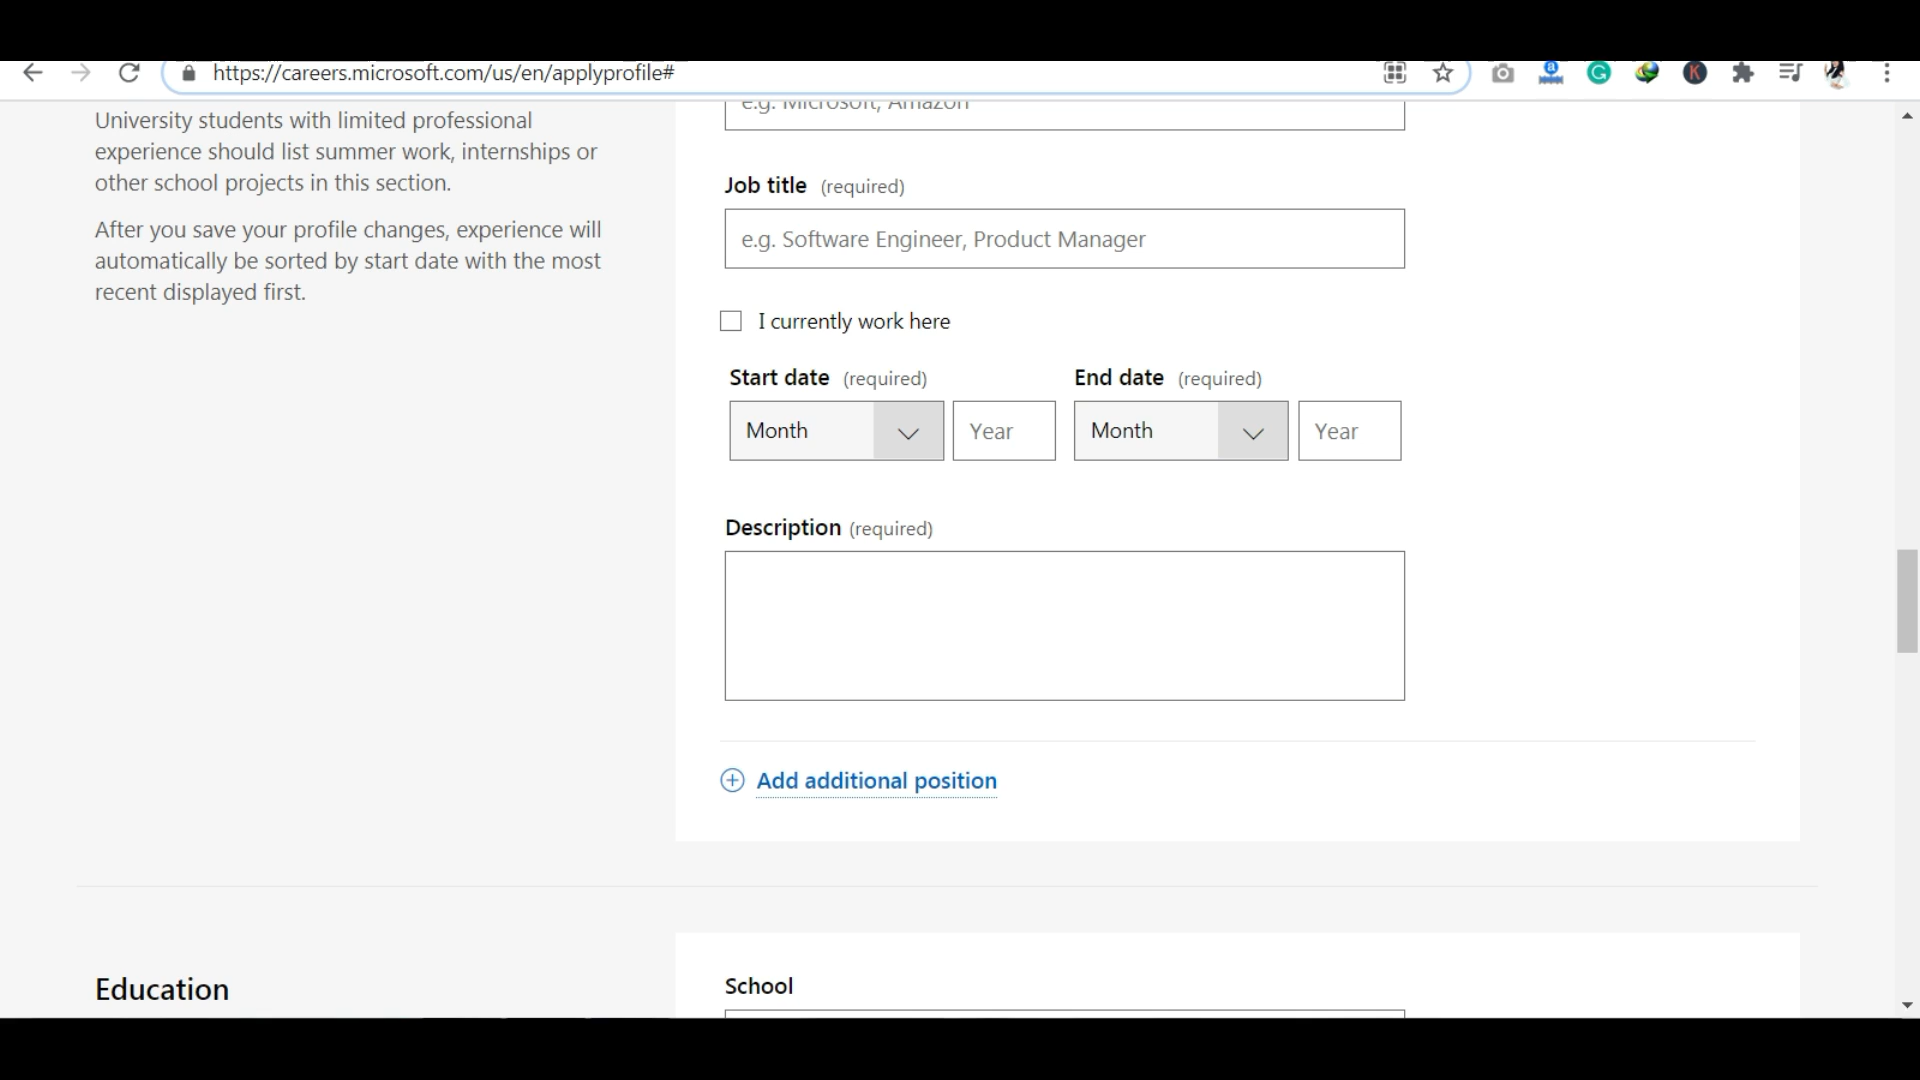 https://careers.microsoft.com/us/en/applyprofile#
University students with limited professional
experience should list summer work, internships or
other school projects in this section.
After you save your profile changes, experience will
automatically be sorted by start date with the most
recent displayed first.
e.g. Microsoft, Amazon
Job title (required)
e.g. Software Engineer, Product Manager
I currently work here
Start date (required)
End date (required)
Month
Year
Month
Year
Description (required)
Add additional position
Education
School